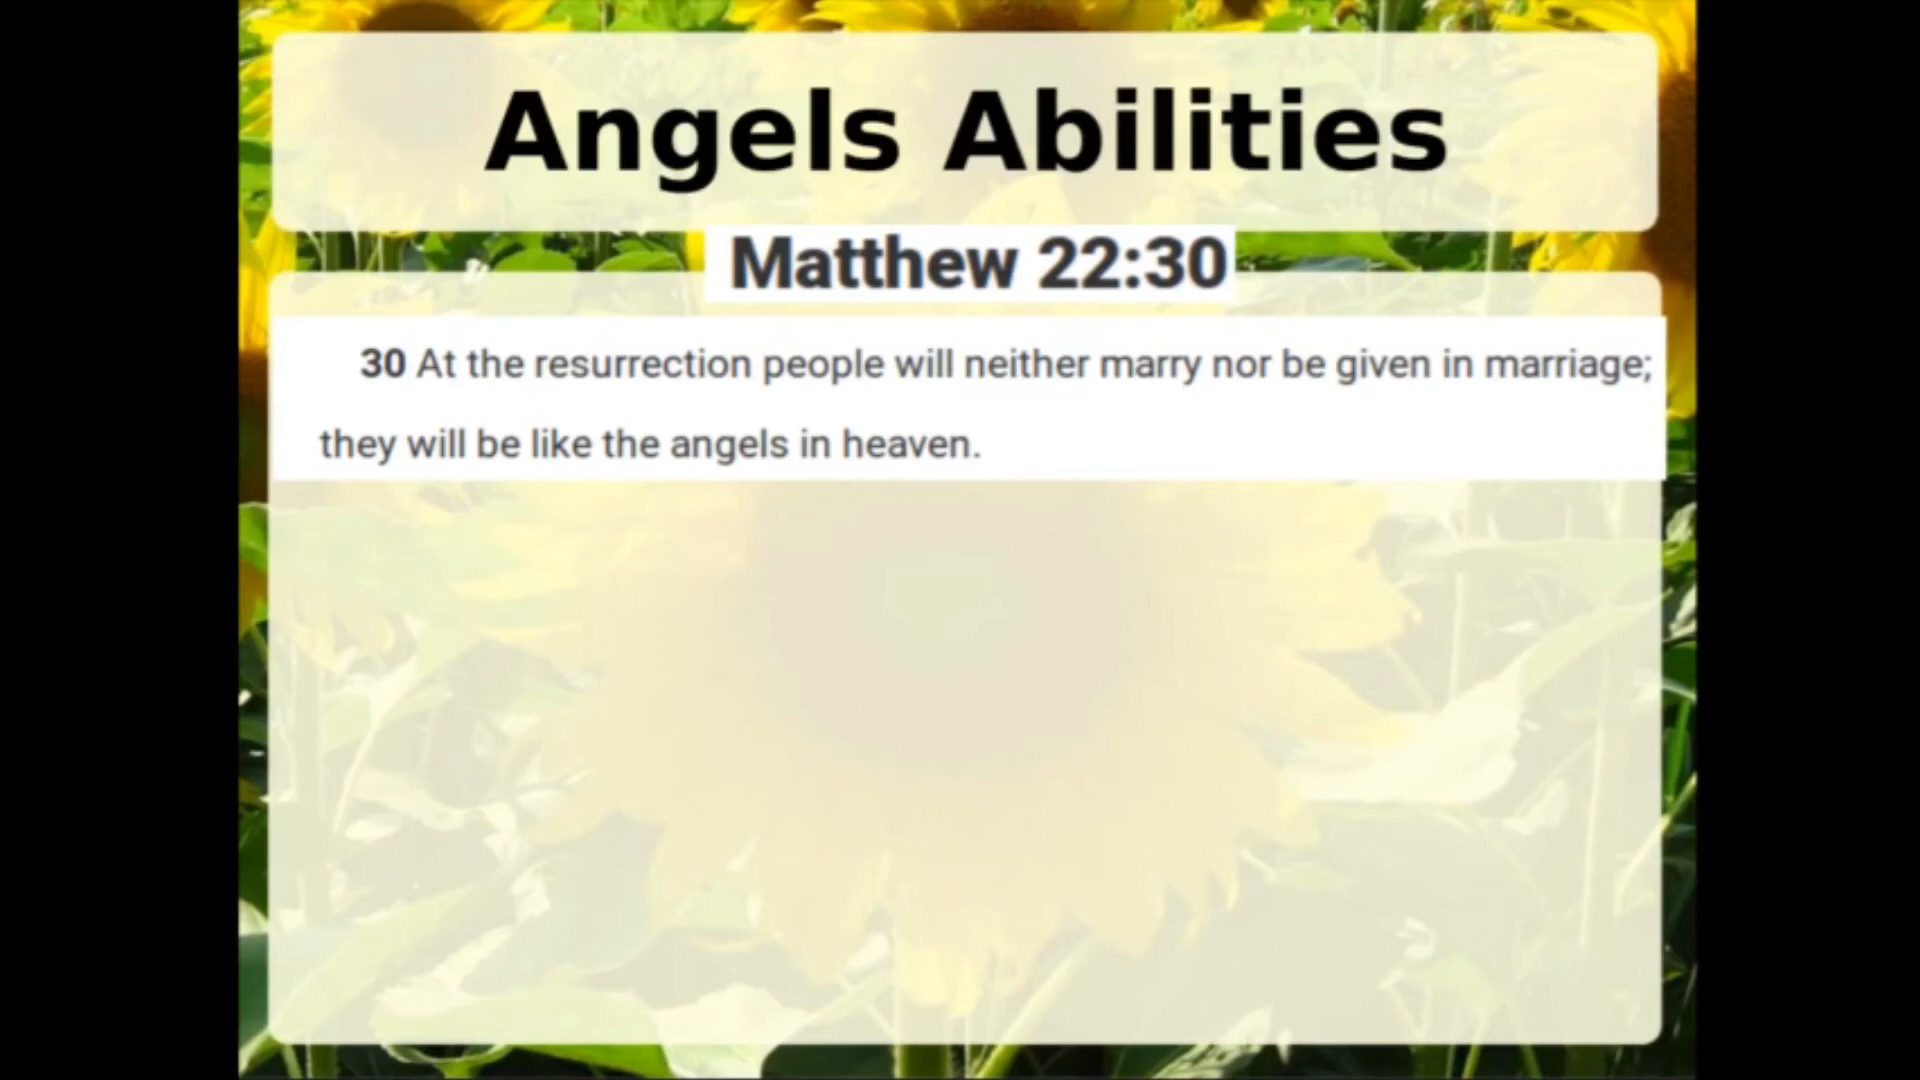 Angels Abilities
Matthew 22:30
30 At the resurrection people will neither marry nor be given in marriage;
they will be like the angels in heaven.